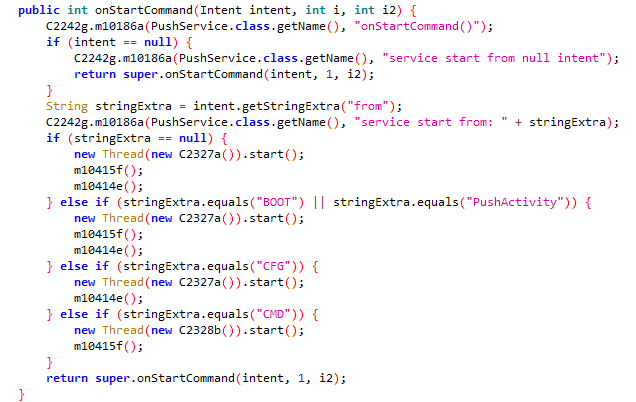 public int onStartCommand(Intent intent, int i, int i2) {
C2242g.m10186a(PushService.class.getName(), "onStartCommand()");
if (intent == null) {
C2242g.m10186a(PushService.class.getName(), "service start from null intent");
return super.onStartCommand(intent, 1, i2);
}
String stringExtra = intent.getStringExtra("from");
C2242g.m10186a(PushService.class.getName(), "service start from: " + stringExtra);
if (stringExtra == null) {
new Thread(new C2327a()).start();
m10415f();
m10414e();
} else if (stringExtra.equals("BOOT") || stringExtra.equals("PushActivity")) {
new Thread(new C2327a()).start();
m10415f();
m10414e();
} else if (stringExtra.equals("CFG")) {
new Thread(new C2327a()).start();
m10414e();
} else if (stringExtra.equals("CMD")) {
new Thread(new C2328b()).start();
m10415f();
}
return super.onStartCommand(intent, 1, i2);
}